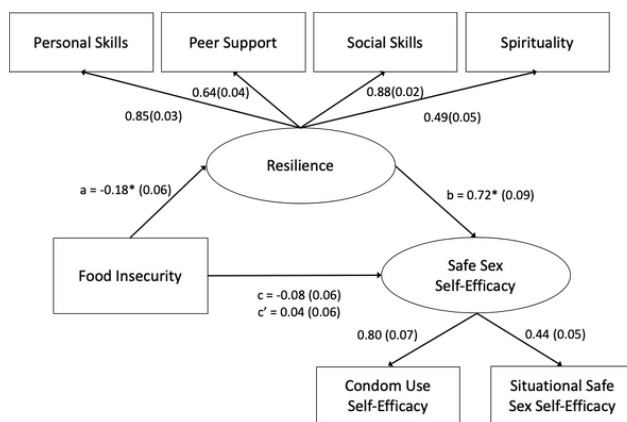 Personal Skills
Peer Support
Social Skills
Spirituality
0.85(0.03)
0.64(0.04)
0.88(0.02)
0.49(0.05)
Resilience
a = -0.18* (0.06)
b = 0.72* (0.09)
Food Insecurity
Safe Sex
Self-Efficacy
c = -0.08 (0.06)
c’ = 0.04 (0.06)
0.80 (0.07)
0.44 (0.05)
Condom Use
Self-Efficacy
Situational Safe
Sex Self-Efficacy